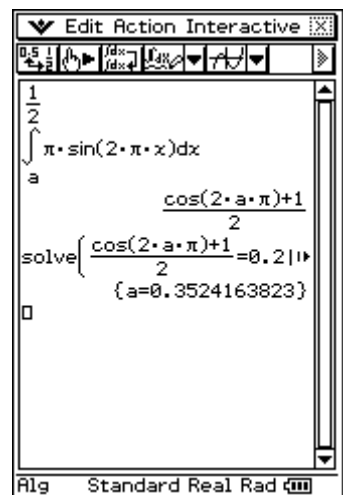 Edit Action Interactive
1
2
∫ π·sin(2·π·x)dx
a
cos(2·a·π)+1
2
solve( cos(2·a·π)+1
2 =0.2|
{a=0.3524163823}
Alg Standard Real Rad